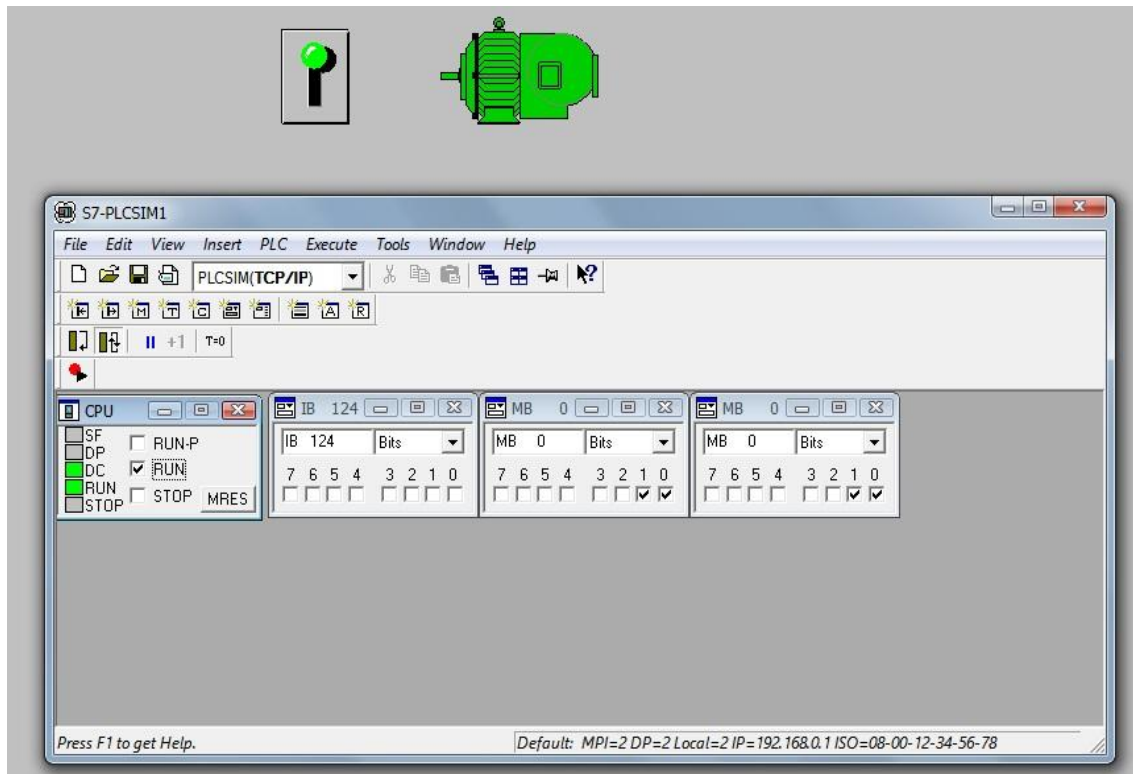 S7-PLCSIM1
File Edit View Insert PLC Execute Tools Window Help
PLCSIM(TCP/IP)
+1 T=0
CPU
SF
DP
DC
RUN
STOP
RUN-P
RUN
STOP
MRES
IB 124
IB 124 Bits
7 6 5 4 3 2 1 0
MB 0
MB 0 Bits
7 6 5 4 3 2 1 0
MB 0
MB 0 Bits
7 6 5 4 3 2 1 0
Press F1 to get Help.
Default: MPI=2 DP=2 Local=2 IP=192.168.0.1 ISO=08-00-12-34-56-78